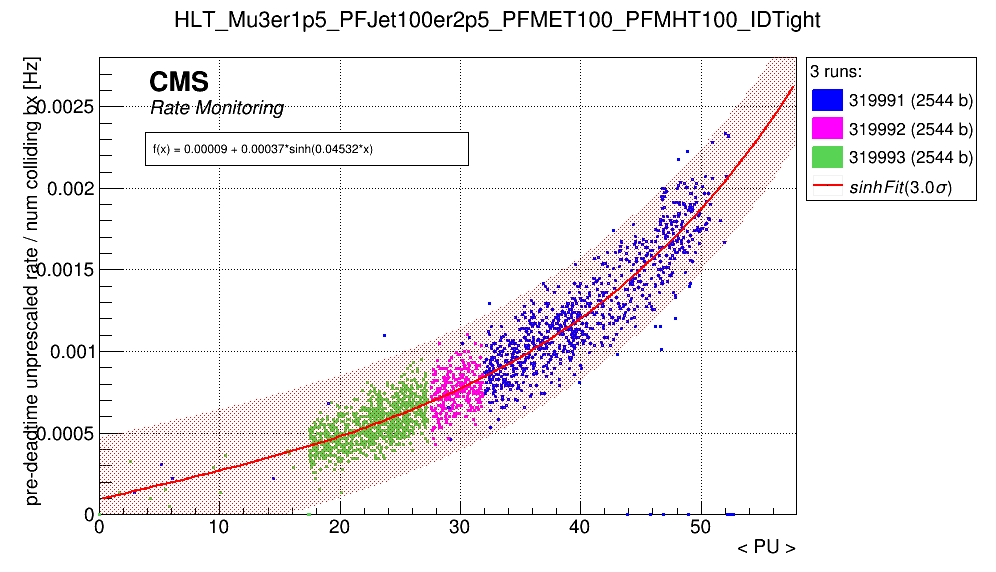 HLT_Mu3er1p5_PFJet100er2p5_PFMET100_PFMHT100_IDTight
pre-deadtime unprescaled rate / num colliding bx [Hz]
CMS
Rate Monitoring
f(x) = 0.00009 + 0.00037*sinh(0.04532*x)
0.0025
0.002
0.0015
0.001
0.0005
0
0 10 20 30 40 50
< PU >
3 runs:
319991 (2544 b)
319992 (2544 b)
319993 (2544 b)
sinhFit(3.0σ)